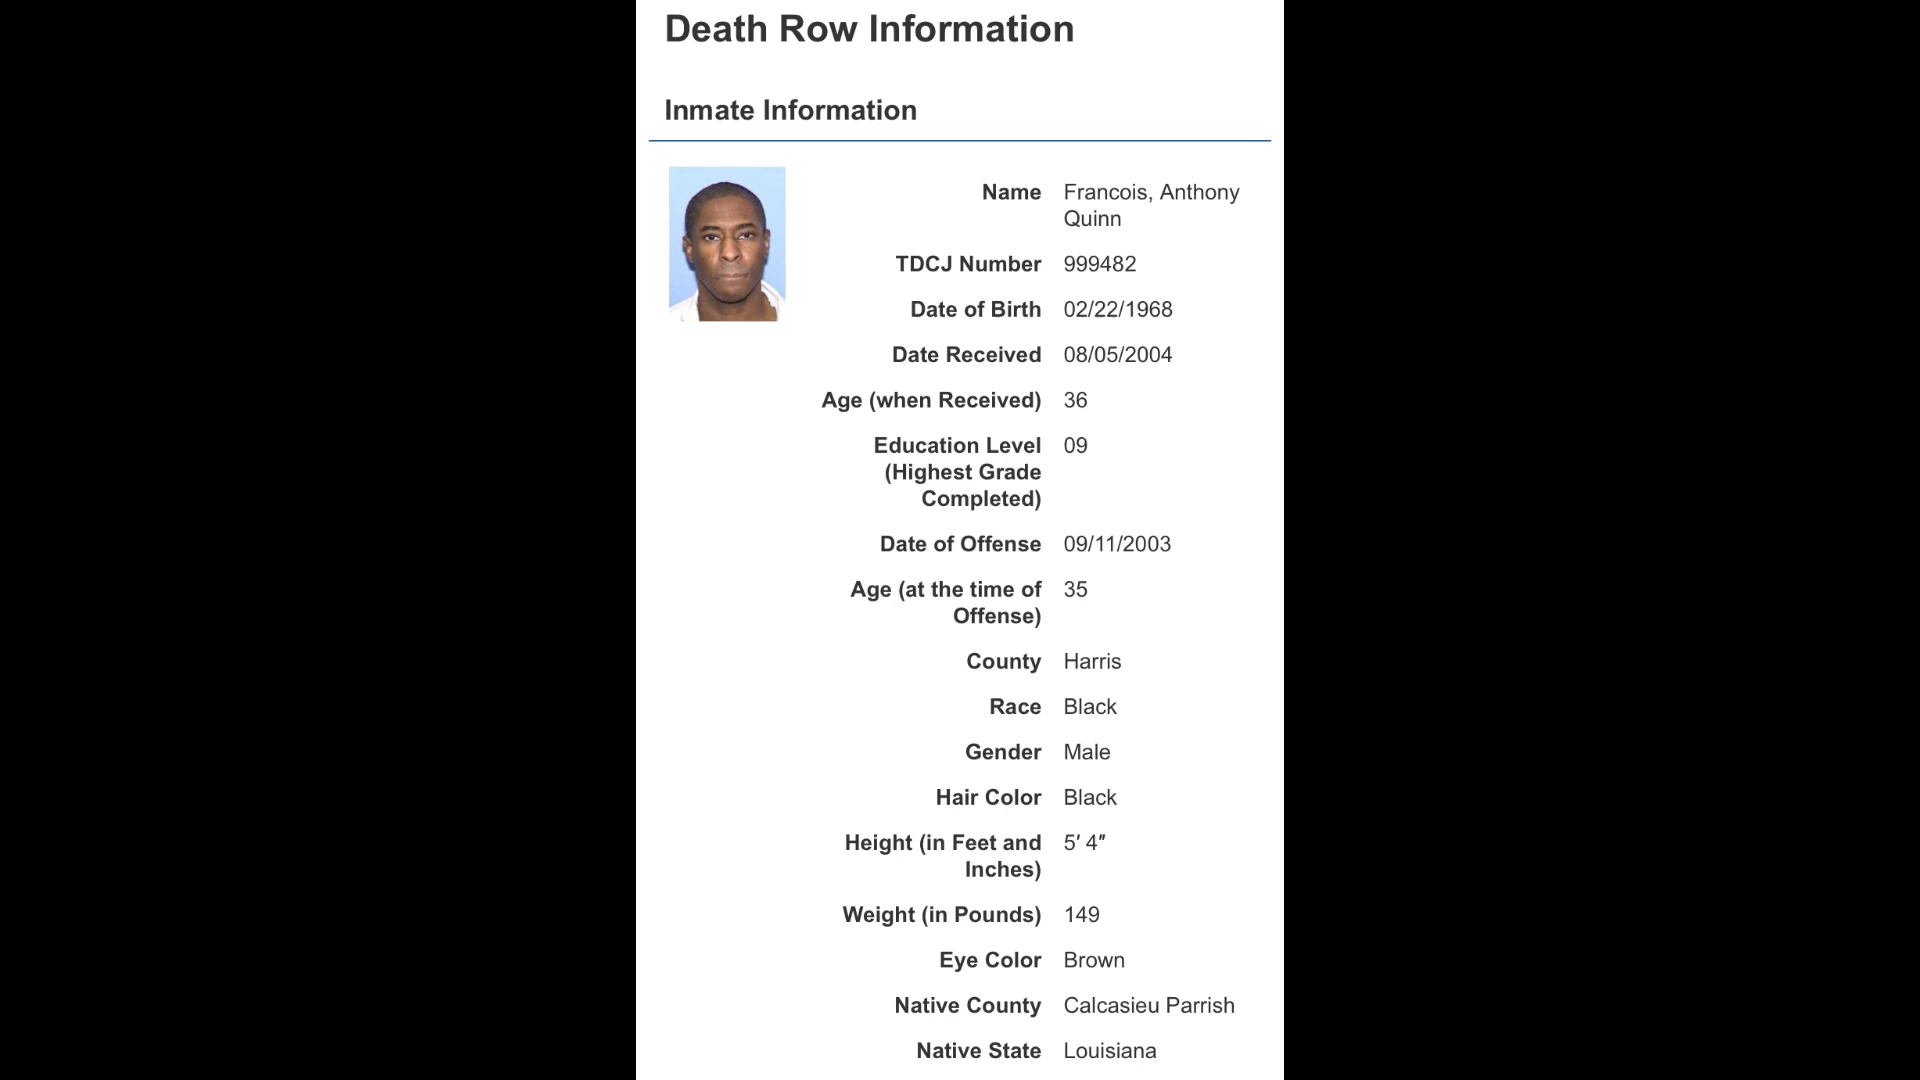 Death Row Information
Inmate Information
Name Francois, Anthony
Quinn
TDCJ Number 999482
Date of Birth 02/22/1968
Date Received 08/05/2004
Age (when Received) 36
Education Level 09
(Highest Grade
Completed)
Date of Offense 09/11/2003
Age (at the time of 35
Offense)
County Harris
Race Black
Gender Male
Hair Color Black
Height (in Feet and 5′ 4″
Inches)
Weight (in Pounds) 149
Eye Color Brown
Native County Calcasieu Parrish
Native State Louisiana